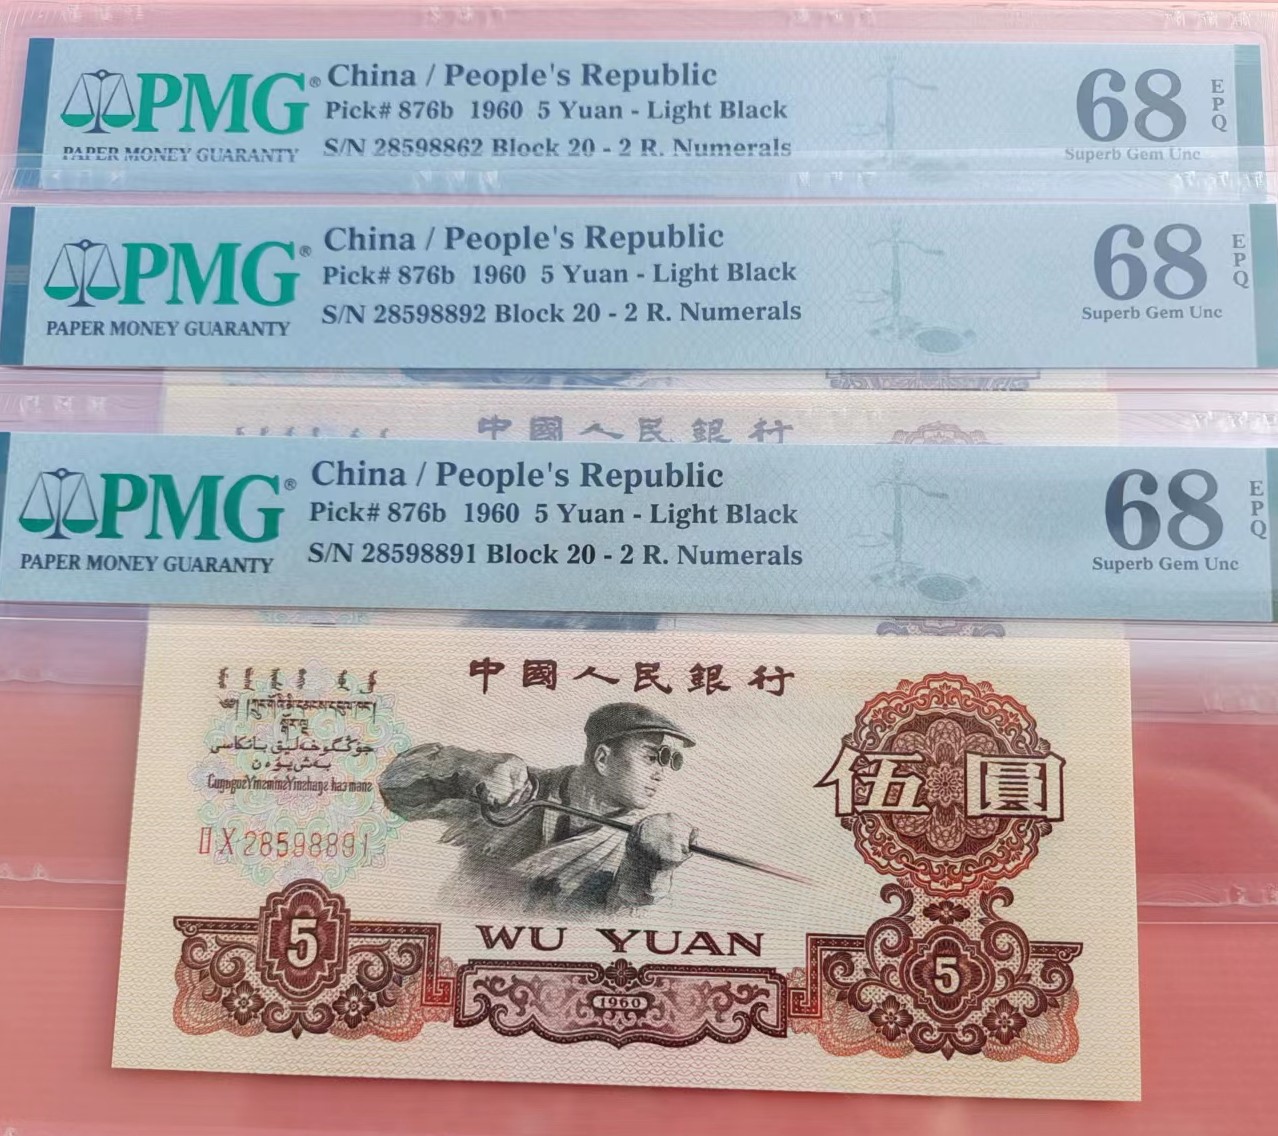 PMG®
PAPER MONEY GUARANTY
China / People's Republic
Pick# 876b 1960 5 Yuan - Light Black
S/N 28598862 Block 20 - 2 R. Numerals
68
EPQ
Superb Gem Unc
PMG®
PAPER MONEY GUARANTY
China / People's Republic
Pick# 876b 1960 5 Yuan - Light Black
S/N 28598892 Block 20 - 2 R. Numerals
68
EPQ
Superb Gem Unc
中國人民銀行
PMG®
PAPER MONEY GUARANTY
China / People's Republic
Pick# 876b 1960 5 Yuan - Light Black
S/N 28598891 Block 20 - 2 R. Numerals
68
EPQ
Superb Gem Unc
中國人民銀行
伍圓
II X 28598891
5
WU YUAN
5
1960